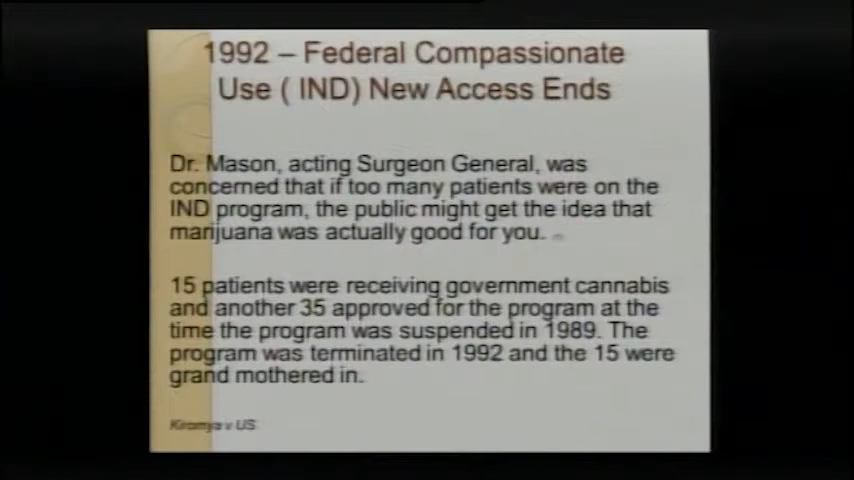 1992 – Federal Compassionate
Use ( IND) New Access Ends
Dr. Mason, acting Surgeon General, was
concerned that if too many patients were on the
IND program, the public might get the idea that
marijuana was actually good for you.
15 patients were receiving government cannabis
and another 35 approved for the program at the
time the program was suspended in 1989. The
program was terminated in 1992 and the 15 were
grand mothered in.
v US